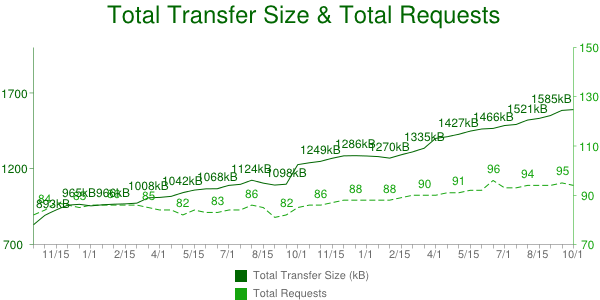 Total Transfer Size & Total Requests
150
130
110
90
70
1700
1200
700
893kB 965kB 966kB 1008kB 1042kB 1068kB 1124kB 1098kB 1249kB 1286kB 1270kB 1335kB 1427kB 1466kB 1521kB 1585kB
84 85 85 82 83 86 82 86 88 88 90 91 96 94 95
11/15 1/1 2/15 4/1 5/15 7/1 8/15 10/1 11/15 1/1 2/15 4/1 5/15 7/1 8/15 10/1
Total Transfer Size (kB)
Total Requests